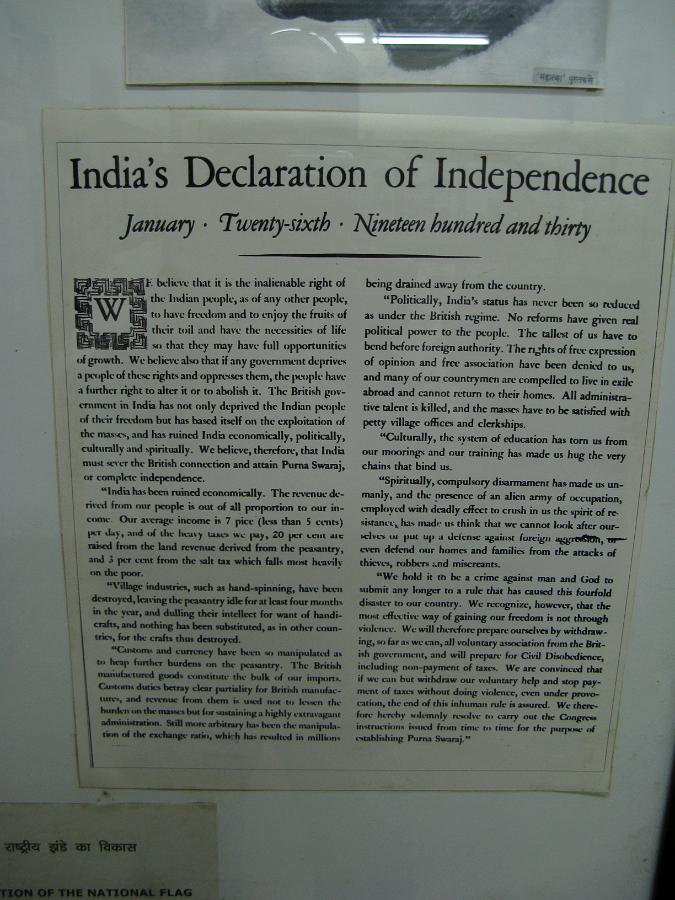 'महात्मा' पुस्तकसे
India's Declaration of Independence
January · Twenty-sixth · Nineteen hundred and thirty
WE believe that it is the inalienable right of
the Indian people, as of any other people,
to have freedom and to enjoy the fruits of
their toil and have the necessities of life
so that they may have full opportunities
of growth. We believe also that if any government deprives
a people of these rights and oppresses them, the people have
a further right to alter it or to abolish it. The British gov-
ernment in India has not only deprived the Indian people
of their freedom but has based itself on the exploitation of
the masses, and has ruined India economically, politically,
culturally and spiritually. We believe, therefore, that India
must sever the British connection and attain Purna Swaraj,
or complete independence.
"India has been ruined economically. The revenue de-
rived from our people is out of all proportion to our in-
come. Our average income is 7 pice (less than 5 cents)
per day, and of the heavy taxes we pay, 20 per cent are
raised from the land revenue derived from the peasantry,
and 3 per cent from the salt tax which falls most heavily
on the poor.
"Village industries, such as hand-spinning, have been
destroyed, leaving the peasantry idle for at least four months
in the year, and dulling their intellect for want of handi-
crafts, and nothing has been substituted, as in other coun-
tries, for the crafts thus destroyed.
"Customs and currency have been so manipulated as
to heap further burdens on the peasantry. The British
manufactured goods constitute the bulk of our imports.
Customs duties betray clear partiality for British manufac-
tures, and revenue from them is used not to lessen the
burden on the masses but for sustaining a highly extravagant
administration. Still more arbitrary has been the manipula-
tion of the exchange ratio, which has resulted in millions
being drained away from the country.
"Politically, India's status has never been so reduced
as under the British regime. No reforms have given real
political power to the people. The tallest of us have to
bend before foreign authority. The rights of free expression
of opinion and free association have been denied to us,
and many of our countrymen are compelled to live in exile
abroad and cannot return to their homes. All administra-
tive talent is killed, and the masses have to be satisfied with
petty village offices and clerkships.
"Culturally, the system of education has torn us from
our moorings and our training has made us hug the very
chains that bind us.
"Spiritually, compulsory disarmament has made us un-
manly, and the presence of an alien army of occupation,
employed with deadly effect to crush in us the spirit of re-
sistance, has made us think that we cannot look after our-
selves or put up a defense against foreign aggression, or
even defend our homes and families from the attacks of
thieves, robbers and miscreants.
"We hold it to be a crime against man and God to
submit any longer to a rule that has caused this fourfold
disaster to our country. We recognize, however, that the
most effective way of gaining our freedom is not through
violence. We will therefore prepare ourselves by withdraw-
ing, so far as we can, all voluntary association from the Brit-
ish government, and will prepare for Civil Disobedience,
including non-payment of taxes. We are convinced that
if we can but withdraw our voluntary help and stop pay-
ment of taxes without doing violence, even under provo-
cation, the end of this inhuman rule is assured. We there-
fore hereby solemnly resolve to carry out the Congress
instructions issued from time to time for the purpose of
establishing Purna Swaraj."
राष्ट्रीय झंडे का विकास
TION OF THE NATIONAL FLAG